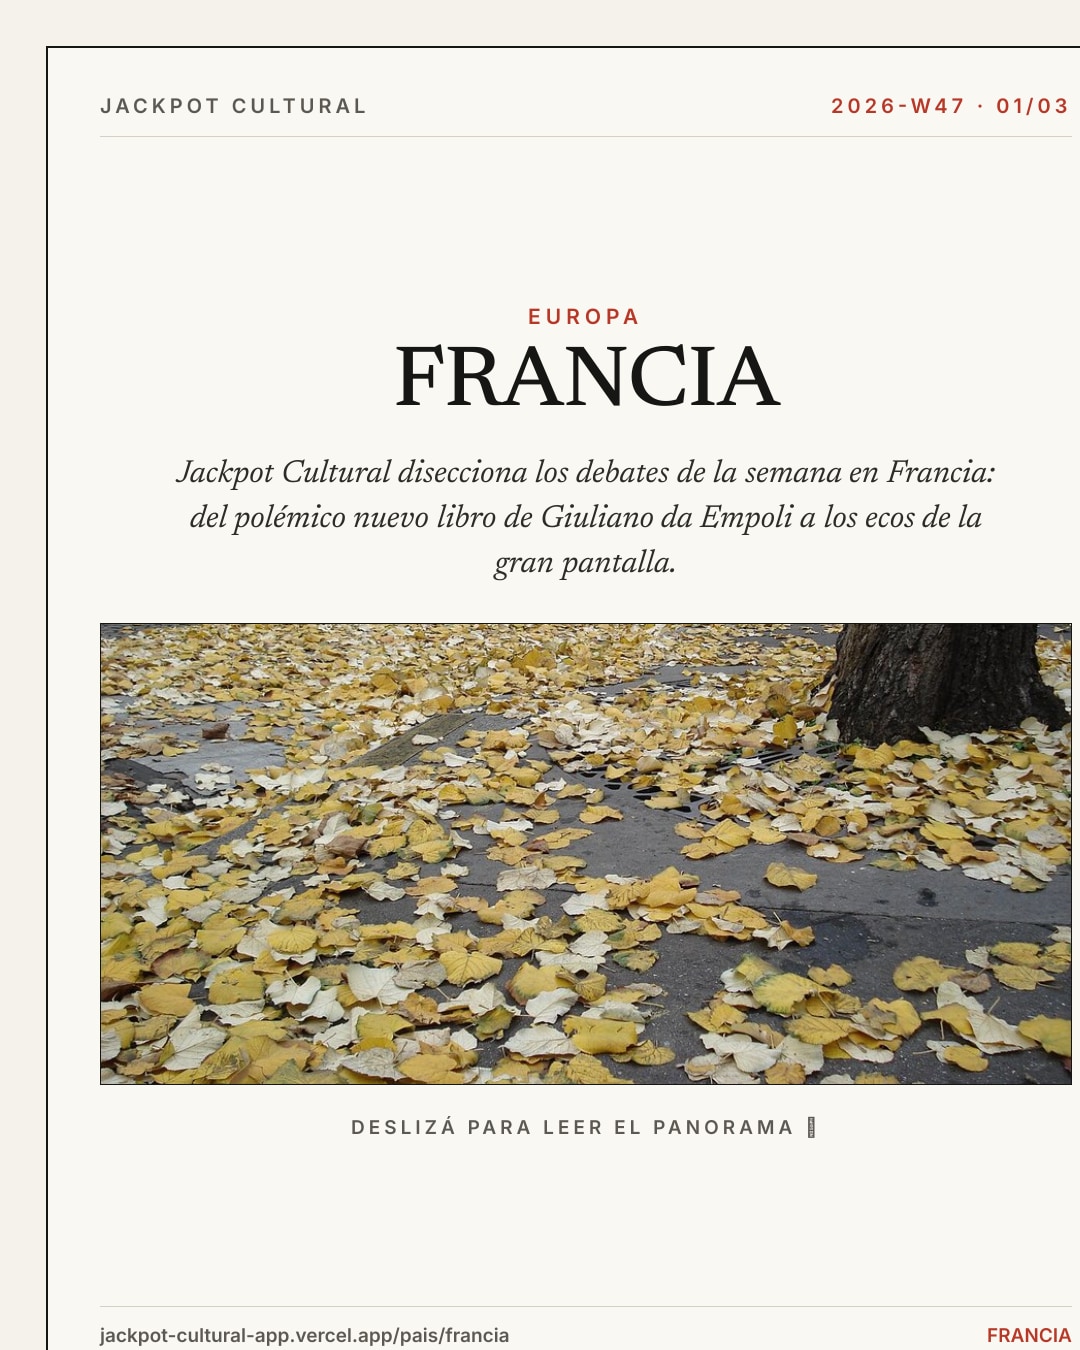 JACKPOT CULTURAL
2026-W47 · 01/03
EUROPA
FRANCIA
Jackpot Cultural disecciona los debates de la semana en Francia:
del polémico nuevo libro de Giuliano da Empoli a los ecos de la
gran pantalla.
DESLIZÁ PARA LEER EL PANORAMA
jackpot-cultural-app.vercel.app/pais/francia
FRANCIA